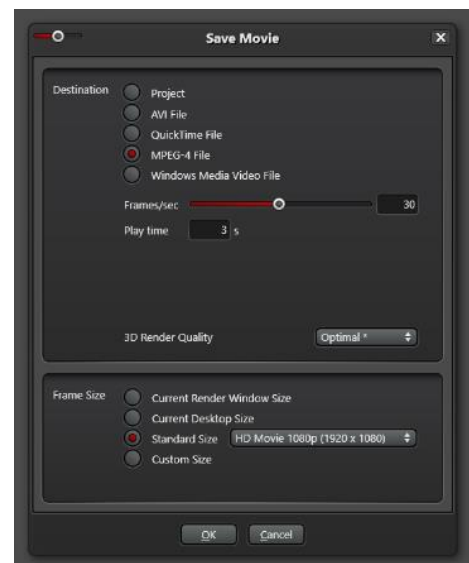 Save Movie
Destination
Project
AVI File
QuickTime File
MPEG-4 File
Windows Media Video File
Frames/sec 30
Play time 3 s
3D Render Quality Optimal *
Frame Size
Current Render Window Size
Current Desktop Size
Standard Size HD Movie 1080p (1920 x 1080)
Custom Size
OK Cancel